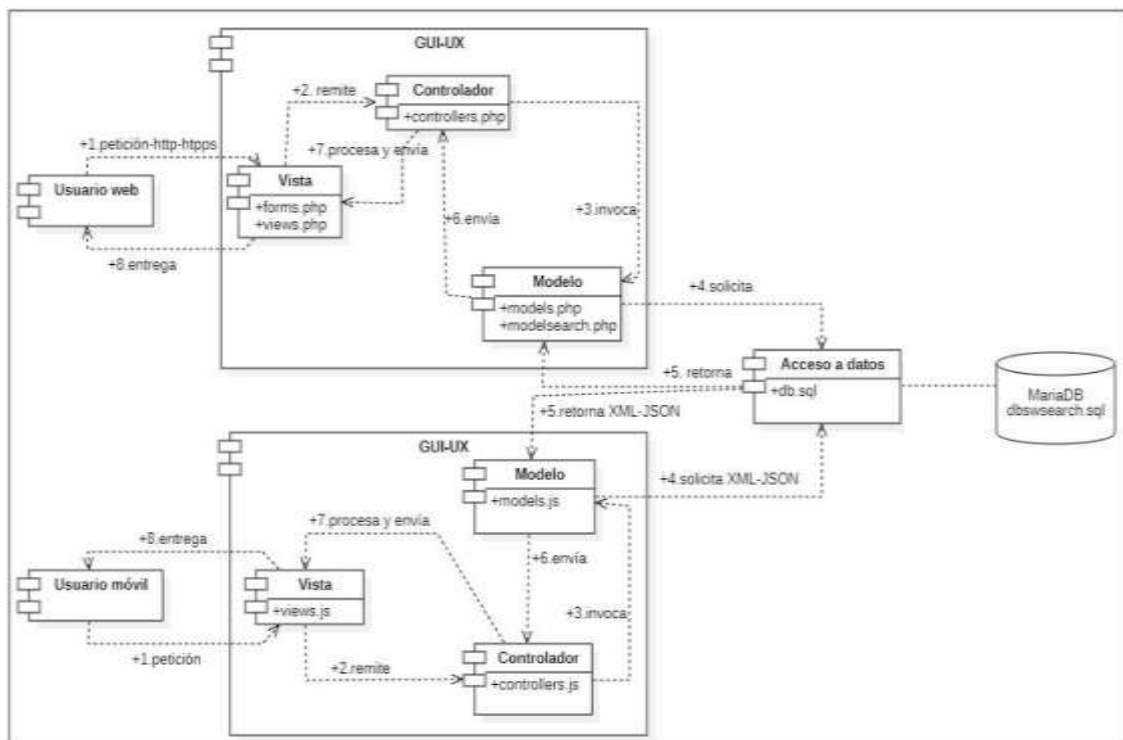 GUI-UX
+2. remite
Controlador
+controllers.php
+1.petición-http-htpps
+7.procesa y envía
Usuario web
Vista
+forms.php
+views.php
+6.envía
+3.invoca
+8.entrega
Modelo
+models.php
+modelsearch.php
+4.solicita
Acceso a datos
+db.sql
MariaDB
dbswsearch.sql
+5. retorna
+5.retorna XML-JSON
GUI-UX
Modelo
+models.js
+4.solicita XML-JSON
+7.procesa y envía
+8.entrega
+6.envía
Usuario móvil
Vista
+views.js
+3.invoca
+1.petición
+2.remite
Controlador
+controllers.js